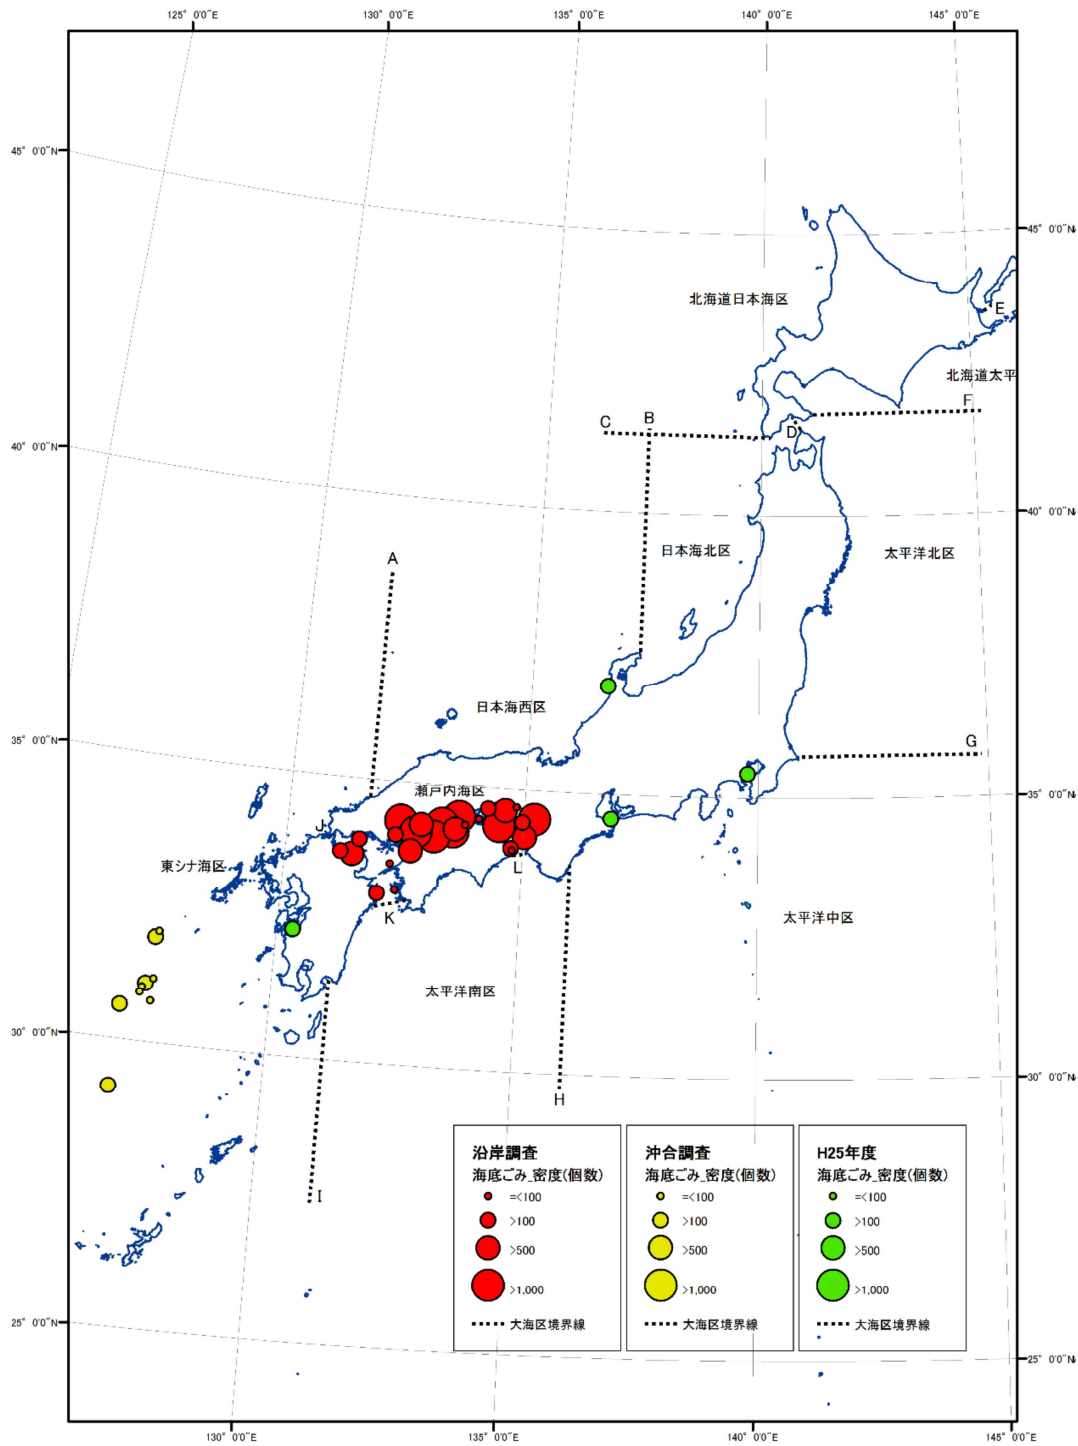 125° 0'0"E
130° 0'0"E
135° 0'0"E
140° 0'0"E
145° 0'0"E
45° 0'0"N
45° 0'0"N
北海道日本海区
E
北海道太平
F
C
B
D
40° 0'0"N
40° 0'0"N
日本海北区
太平洋北区
A
日本海西区
35° 0'0"N
G
瀬戸内海区
35° 0'0"N
J
東シナ海区
L
K
太平洋中区
太平洋南区
30° 0'0"N
30° 0'0"N
H
I
沿岸調査
海底ごみ_密度(個数)
=<100
>100
>500
>1,000
大海区境界線
沖合調査
海底ごみ_密度(個数)
=<100
>100
>500
>1,000
大海区境界線
H25年度
海底ごみ_密度(個数)
=<100
>100
>500
>1,000
大海区境界線
25° 0'0"N
25° 0'0"N
130° 0'0"E
135° 0'0"E
140° 0'0"E
145° 0'0"E